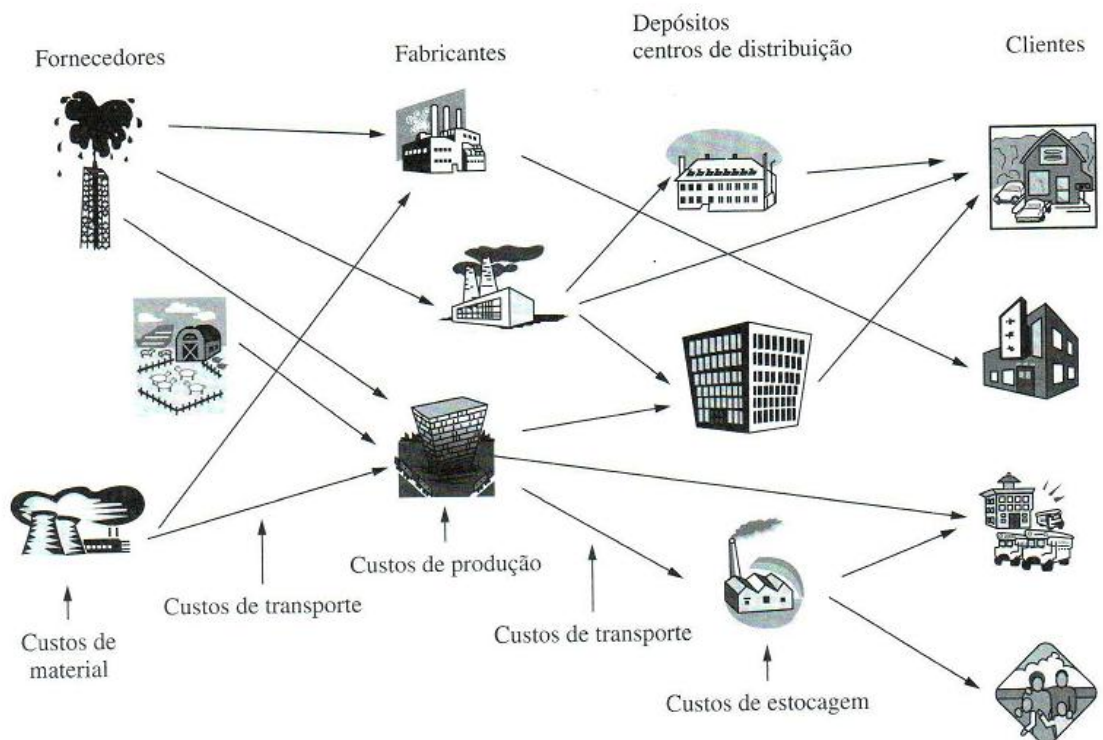 Fornecedores
Fabricantes
Depósitos
centros de distribuição
Clientes
Custos de produção
Custos de transporte
Custos de transporte
Custos de
material
Custos de estocagem